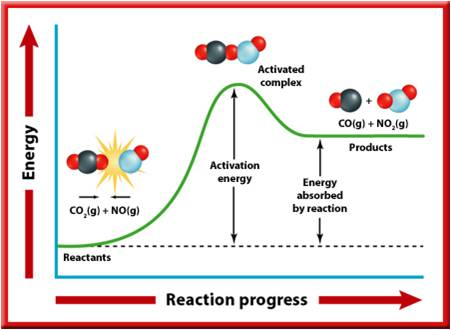 Energy
Activated
complex
CO(g) + NO₂(g)
Products
Activation
energy
Energy
absorbed
by reaction
CO₂(g) + NO(g)
Reactants
Reaction progress